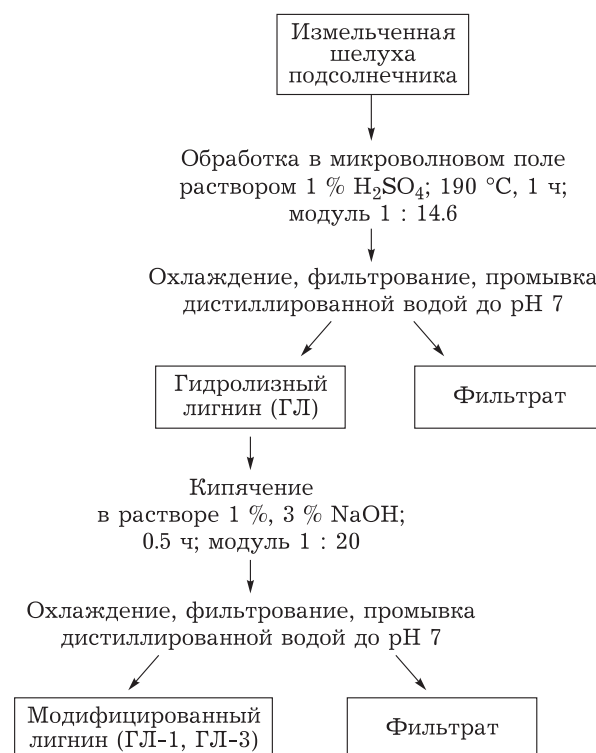 Измельченная
шелуха
подсолнечника
Обработка в микроволновом поле
раствором 1 % H₂SO₄; 190 °C, 1 ч;
модуль 1 : 14.6
Охлаждение, фильтрование, промывка
дистиллированной водой до pH 7
Гидролизный
лигнин (ГЛ)
Фильтрат
Кипячение
в растворе 1 %, 3 % NaOH;
0.5 ч; модуль 1 : 20
Охлаждение, фильтрование, промывка
дистиллированной водой до pH 7
Модифицированный
лигнин (ГЛ-1, ГЛ-3)
Фильтрат